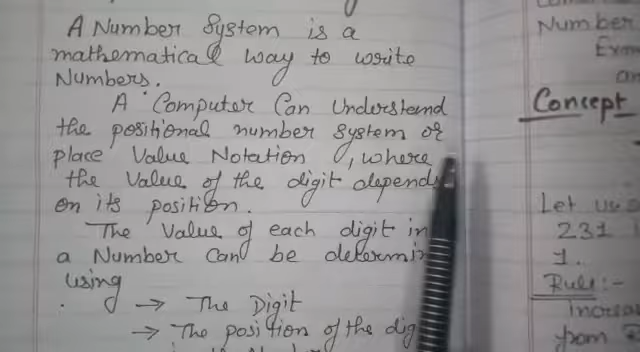 A Number System is a
mathematical way to write
Numbers.
A Computer Can Understand
the positional number system or
place Value Notation, where
the Value of the digit depends
on its position.
The Value of each digit in
a Number Can be
using
→ The Digit
→ The position of the
Number
Concept
Let us
231
1.
Rule:-
from